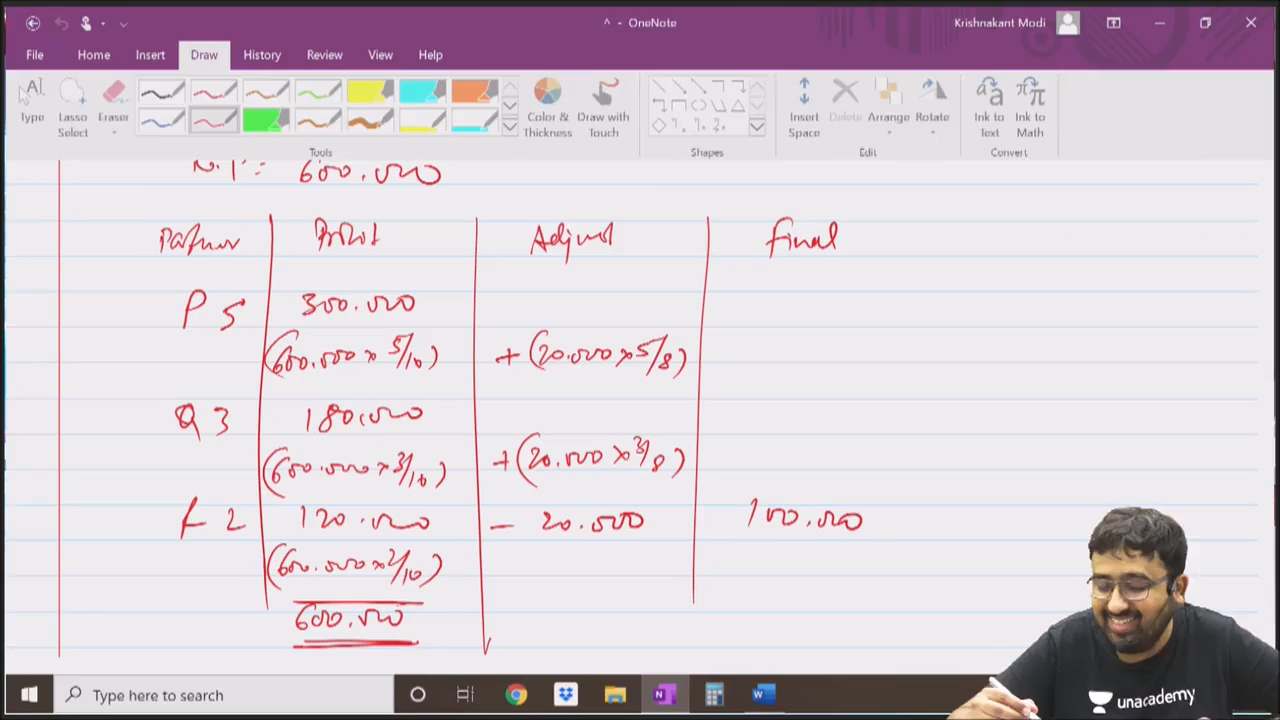 ^ - OneNote
Krishnakant Modi
File Home Insert Draw History Review View Help
Type
Lasso Select
Eraser
Color & Thickness
Draw with Touch
Insert Space
Delete
Arrange
Rotate
Ink to Text
Ink to Math
Tools
Shapes
Edit
Convert
N.P: 600.000
Partner Profit Adjust Final
P 5 300.000
(600.000 x 5/10) + (20.000 x 5/8)
Q 3 180.000
(600.000 x 3/10) + (20.000 x 3/8)
2 120.000 - 20.000 100.000
(600.000 x 2/10)
600.000
unacademy
Type here to search